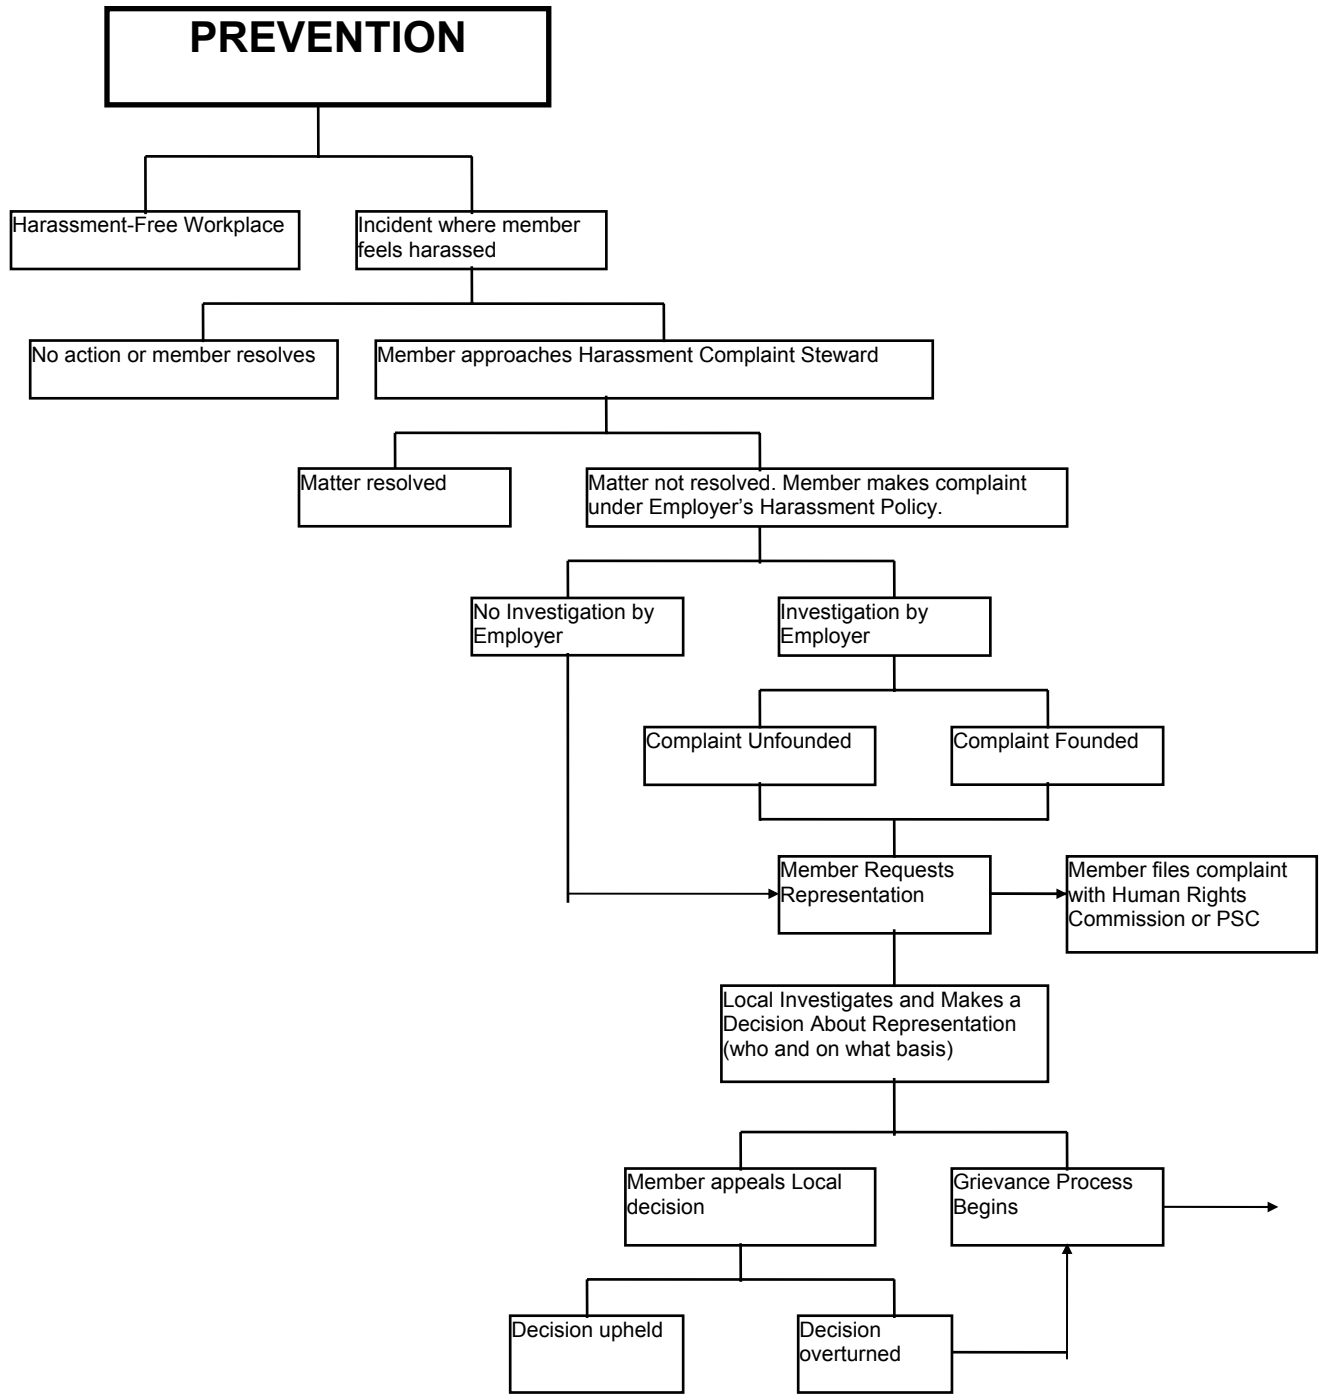 PREVENTION
Harassment-Free Workplace
Incident where member
feels harassed
No action or member resolves
Member approaches Harassment Complaint Steward
Matter resolved
Matter not resolved. Member makes complaint
under Employer’s Harassment Policy.
No Investigation by
Employer
Investigation by
Employer
Complaint Unfounded
Complaint Founded
Member Requests
Representation
Member files complaint
with Human Rights
Commission or PSC
Local Investigates and Makes a
Decision About Representation
(who and on what basis)
Member appeals Local
decision
Grievance Process
Begins
Decision upheld
Decision
overturned